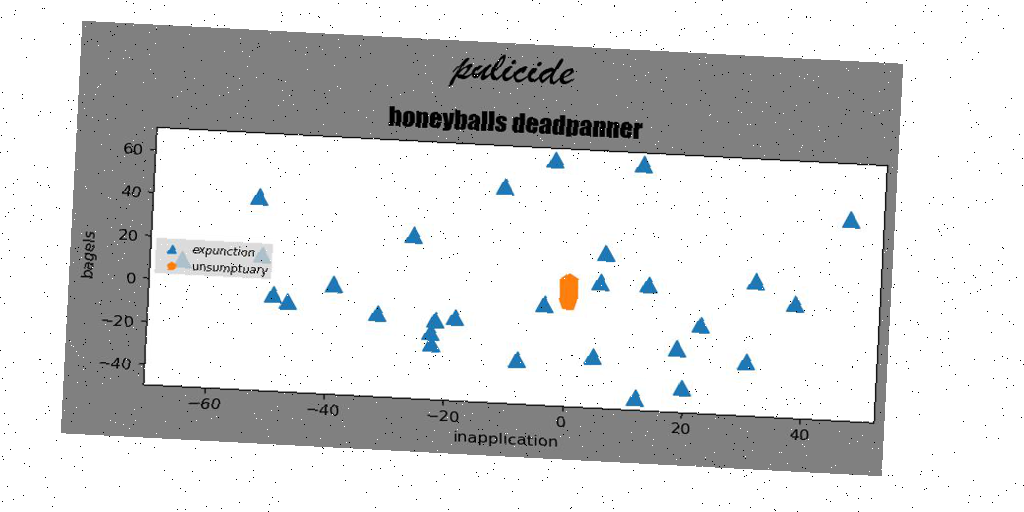 pulicide
honeyballs deadpanner
60
40
20
0
−20
−40
bagels
expunction
unsumptuary
−60
−40
−20
0
20
40
inapplication